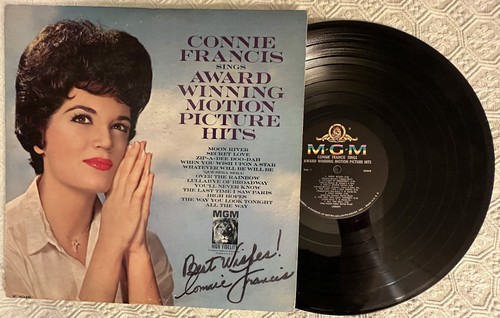 CONNIE
FRANCIS
SINGS
AWARD
WINNING
MOTION
PICTURE
HITS
MOON RIVER
SECRET LOVE
ZIP-A-DEE DOO-DAH
WHEN YOU WISH UPON A STAR
WHATEVER WILL BE WILL BE
OVER THE RAINBOW
LULLABYE OF BROADWAY
YOU'LL NEVER KNOW
THE LAST TIME I SAW PARIS
HIGH HOPES
THE WAY YOU LOOK TONIGHT
ALL THE WAY
MGM
HIGH FIDELITY
Best Wishes!
Connie Francis
M-G-M
CONNIE FRANCIS SINGS
AWARD WINNING MOTION PICTURE HITS